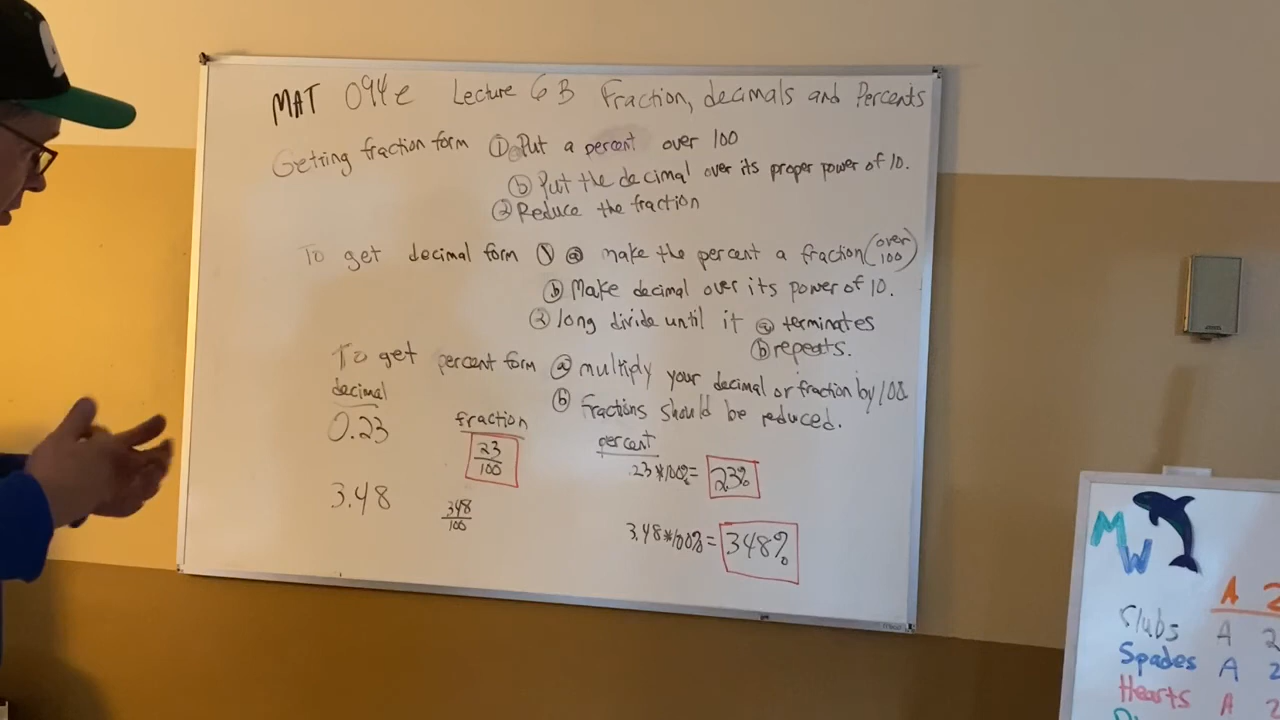 MAT 094e Lecture 6B Fraction, decimals and Percents
Getting fraction form ① ⓐ Put a percent over 100
ⓑ Put the decimal over its proper power of 10.
② Reduce the fraction
To get decimal form ① ⓐ make the percent a fraction (over 100)
ⓑ Make decimal over its power of 10.
② long divide until it ⓐ terminates
ⓑ repeats.
To get percent form ⓐ multiply your decimal or fraction by 100%
ⓑ fractions should be reduced.
decimal fraction percent
0.23 23/100 .23*100%= 23%
3.48 348/100 3.48*100%= 348%
MW
A 2
Clubs A 2
Spades A 2
Hearts A 2